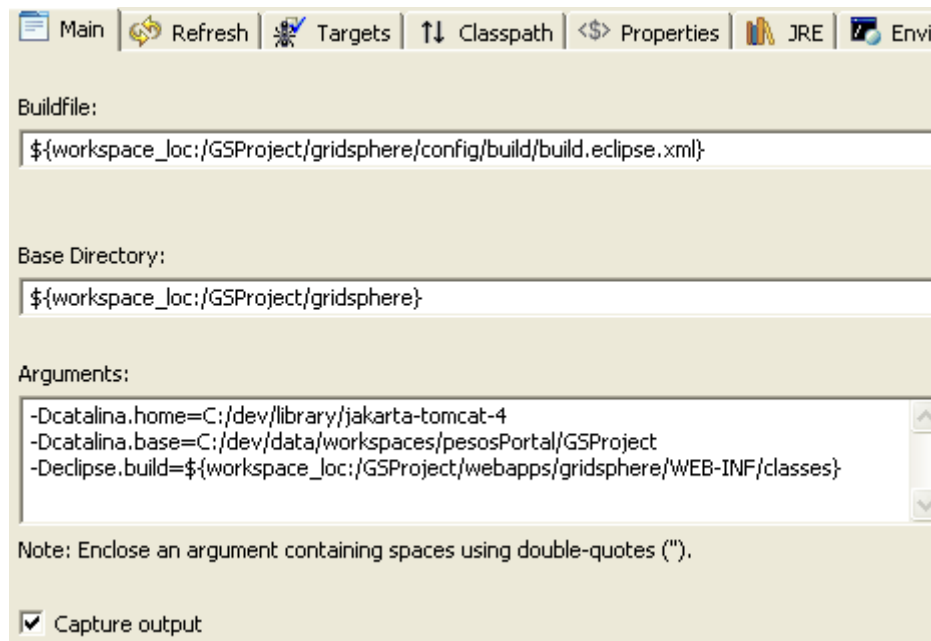 Main Refresh Targets Classpath <$> Properties JRE Envi
Buildfile:
${workspace_loc:/GSProject/gridsphere/config/build/build.eclipse.xml}
Base Directory:
${workspace_loc:/GSProject/gridsphere}
Arguments:
-Dcatalina.home=C:/dev/library/jakarta-tomcat-4
-Dcatalina.base=C:/dev/data/workspaces/pesosPortal/GSProject
-Declipse.build=${workspace_loc:/GSProject/webapps/gridsphere/WEB-INF/classes}
Note: Enclose an argument containing spaces using double-quotes (").
Capture output